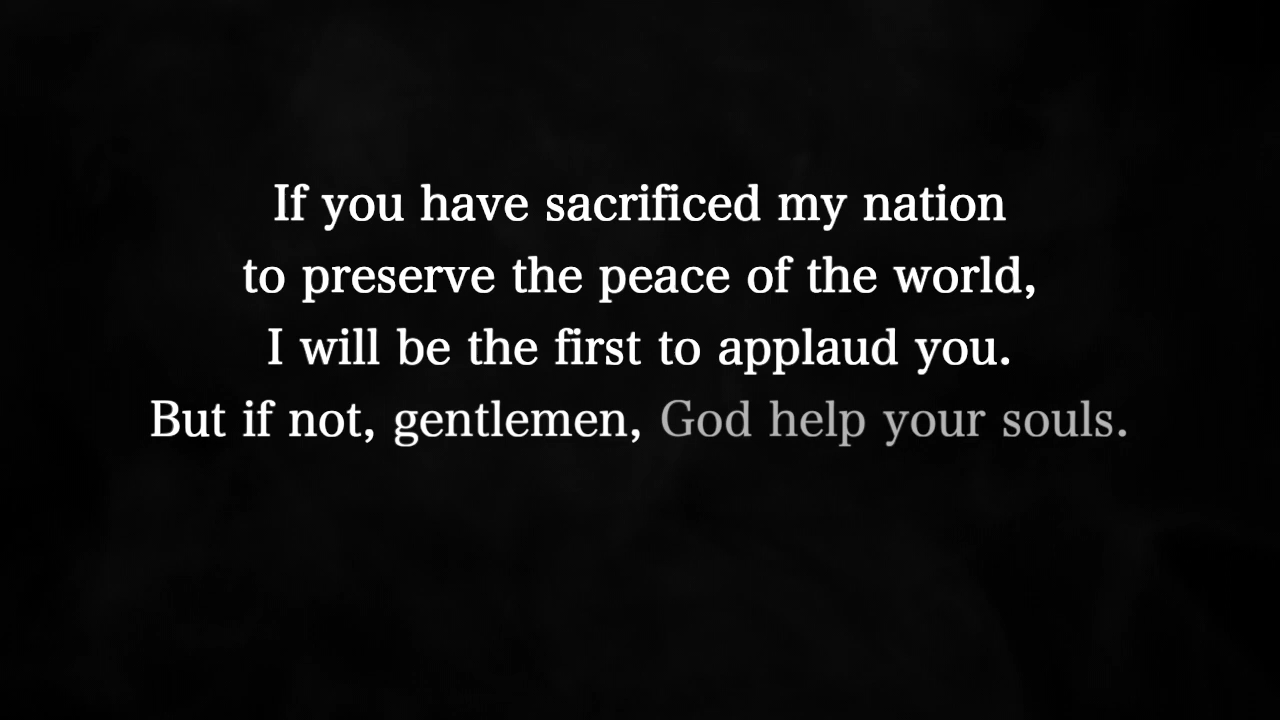 If you have sacrificed my nation
to preserve the peace of the world,
I will be the first to applaud you.
But if not, gentlemen, God help your souls.